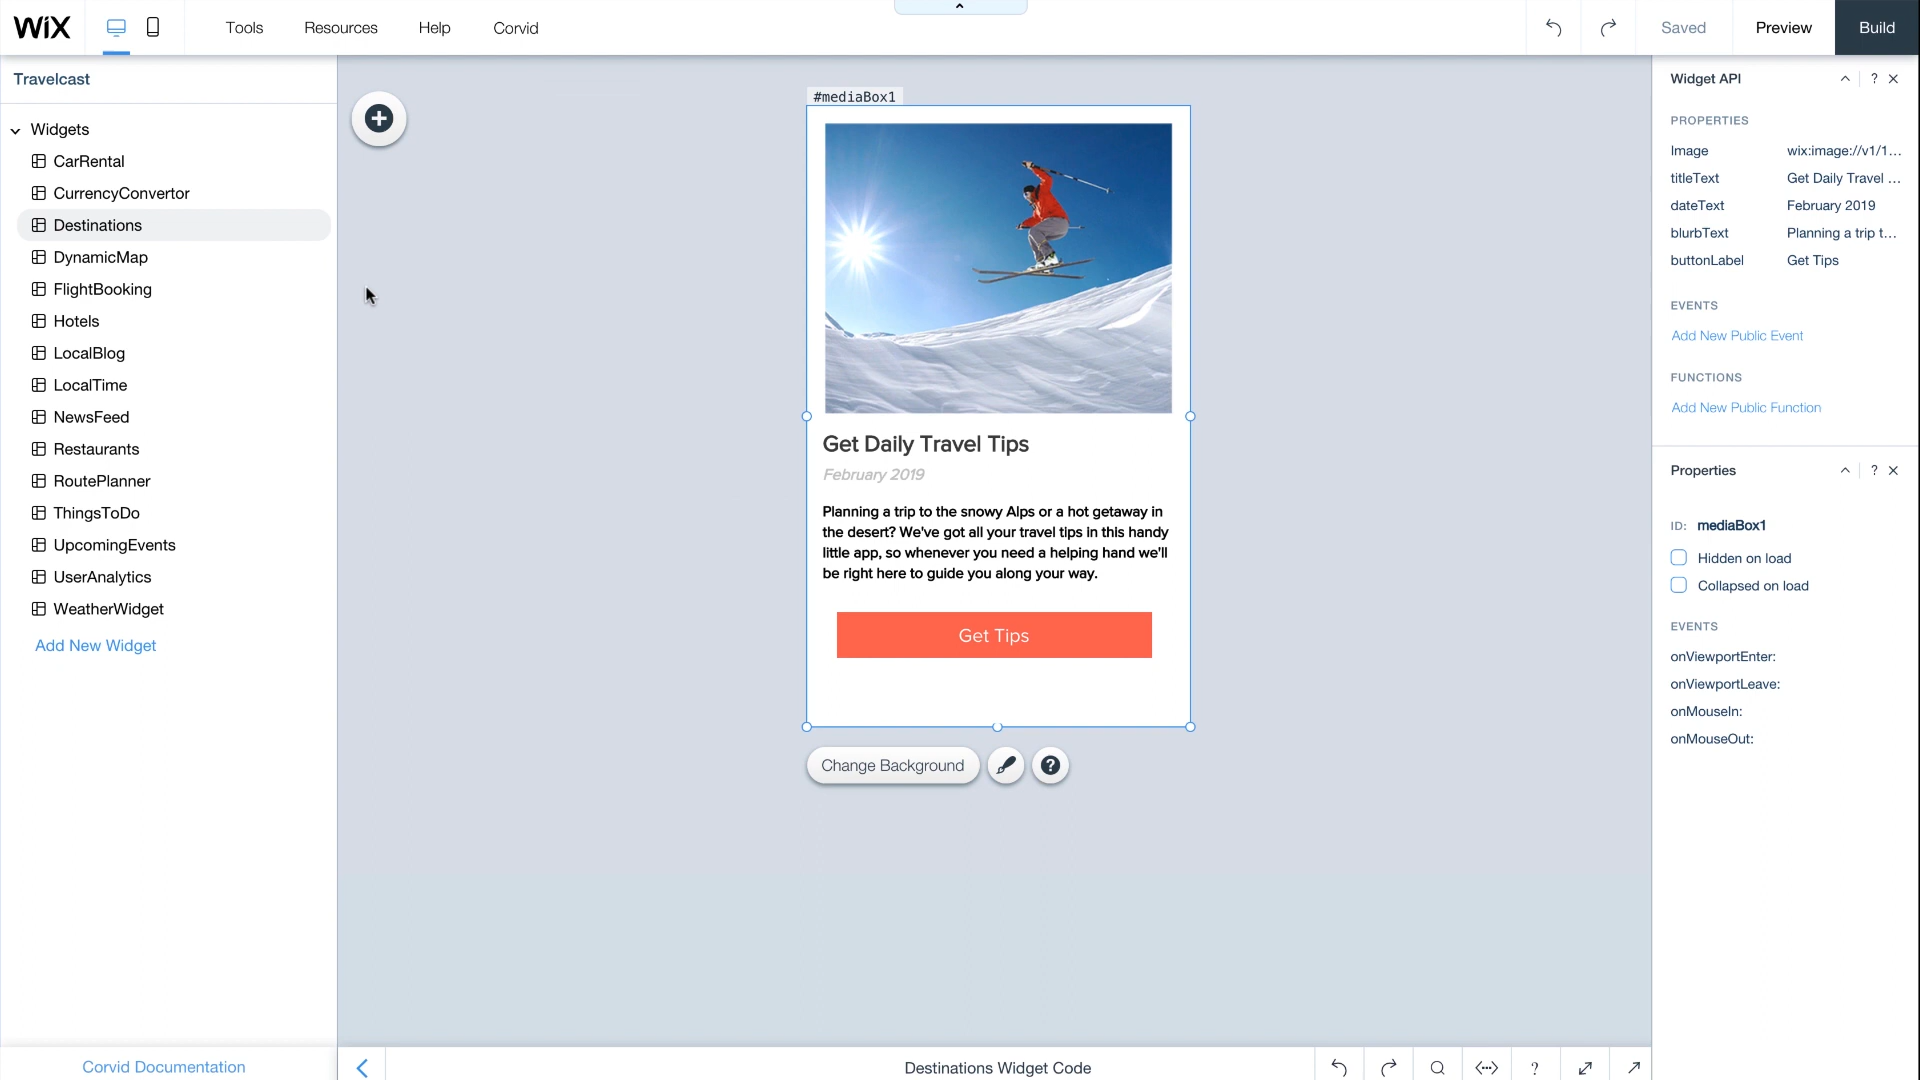 WiX
Tools
Resources
Help
Corvid
Saved
Preview
Build
Travelcast
Widgets
CarRental
CurrencyConvertor
Destinations
DynamicMap
FlightBooking
Hotels
LocalBlog
LocalTime
NewsFeed
Restaurants
RoutePlanner
ThingsToDo
UpcomingEvents
UserAnalytics
WeatherWidget
Add New Widget
Corvid Documentation
#mediaBox1
Get Daily Travel Tips
February 2019
Planning a trip to the snowy Alps or a hot getaway in
the desert? We've got all your travel tips in this handy
little app, so whenever you need a helping hand we'll
be right here to guide you along your way.
Get Tips
Change Background
?
Destinations Widget Code
?
Widget API
?
PROPERTIES
Image wix:image://v1/1...
titleText Get Daily Travel ...
dateText February 2019
blurbText Planning a trip t...
buttonLabel Get Tips
EVENTS
Add New Public Event
FUNCTIONS
Add New Public Function
Properties
?
ID: mediaBox1
Hidden on load
Collapsed on load
EVENTS
onViewportEnter:
onViewportLeave:
onMouseIn:
onMouseOut: